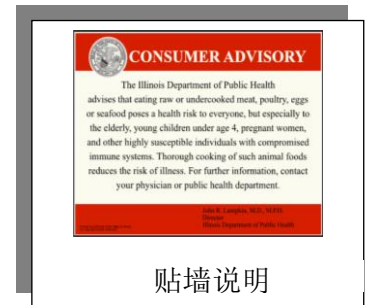 CONSUMER ADVISORY
The Illinois Department of Public Health
advises that eating raw or undercooked meat, poultry, eggs
or seafood poses a health risk to everyone, but especially to
the elderly, young children under age 4, pregnant women,
and other highly susceptible individuals with compromised
immune systems. Thorough cooking of such animal foods
reduces the risk of illness. For further information, contact
your physician or public health department.
John R. Lumpkin, M.D., M.P.H.
Director
Illinois Department of Public Health
贴墙说明